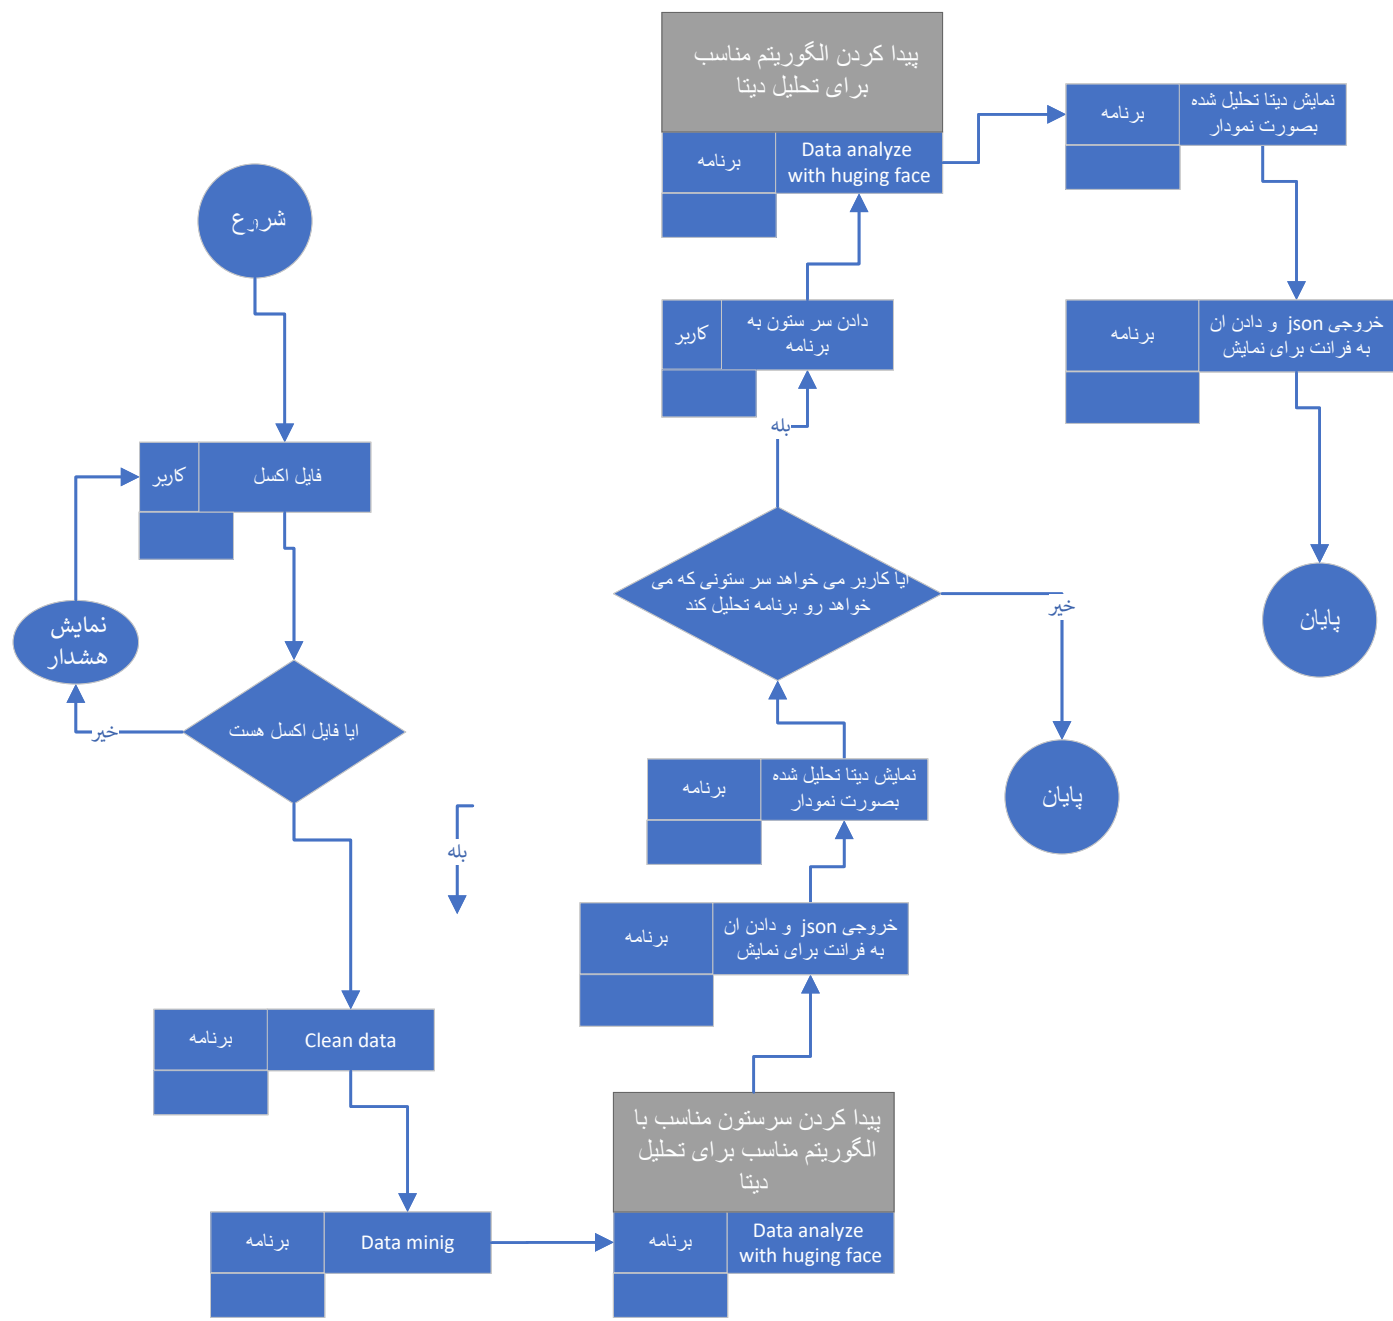 شروع
کاربر
فایل اکسل
نمایش
هشدار
خیر
ایا فایل اکسل هست
بله
برنامه
Clean data
برنامه
Data minig
پیدا کردن سرستون مناسب با
الگوریتم مناسب برای تحلیل
دیتا
برنامه
Data analyze
with huging face
برنامه
خروجی json و دادن ان
به فرانت برای نمایش
برنامه
نمایش دیتا تحلیل شده
بصورت نمودار
ایا کاربر می خواهد سر ستونی که می
خواهد رو برنامه تحلیل کند
خیر
پایان
بله
کاربر
دادن سر ستون به
برنامه
پیدا کردن الگوریتم مناسب
برای تحلیل دیتا
برنامه
Data analyze
with huging face
برنامه
نمایش دیتا تحلیل شده
بصورت نمودار
برنامه
خروجی json و دادن ان
به فرانت برای نمایش
پایان